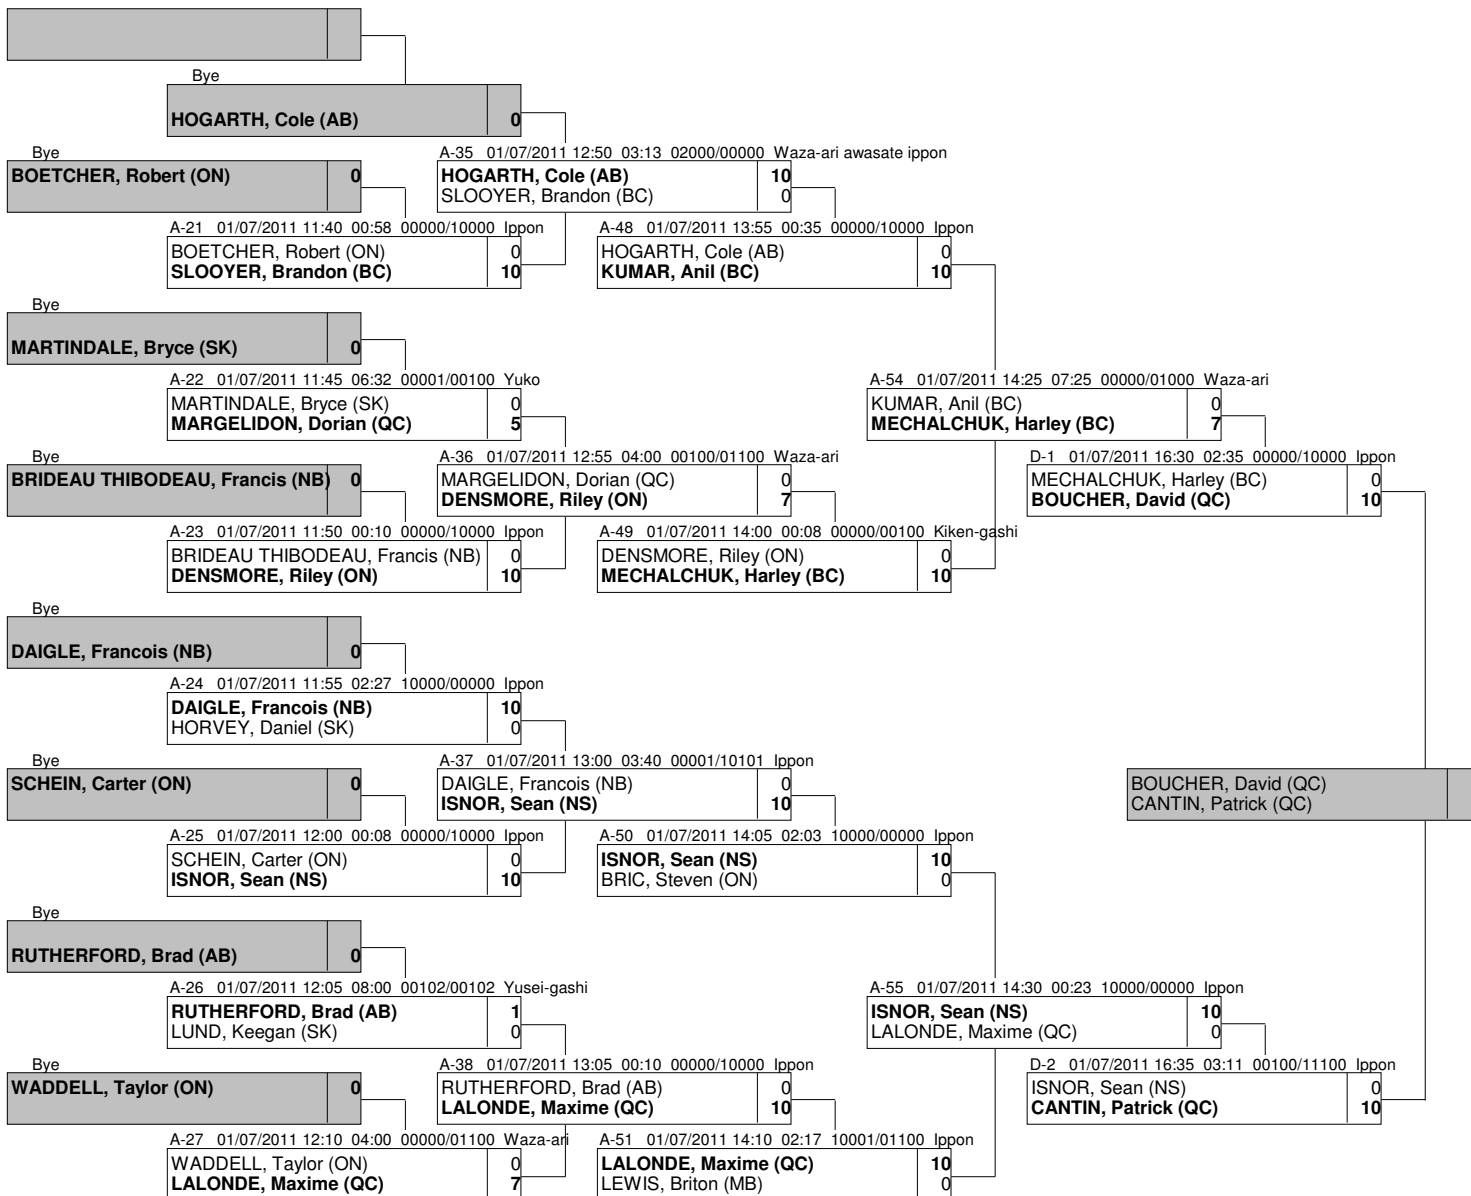 Bye
HOGARTH, Cole (AB) 0
Bye
BOETCHER, Robert (ON) 0
A-35 01/07/2011 12:50 03:13 02000/00000 Waza-ari awasate ippon
HOGARTH, Cole (AB) 10
SLOOYER, Brandon (BC) 0
A-21 01/07/2011 11:40 00:58 00000/10000 Ippon
BOETCHER, Robert (ON) 0
SLOOYER, Brandon (BC) 10
A-48 01/07/2011 13:55 00:35 00000/10000 Ippon
HOGARTH, Cole (AB) 0
KUMAR, Anil (BC) 10
Bye
MARTINDALE, Bryce (SK) 0
A-22 01/07/2011 11:45 06:32 00001/00100 Yuko
MARTINDALE, Bryce (SK) 0
MARGELIDON, Dorian (QC) 5
A-54 01/07/2011 14:25 07:25 00000/01000 Waza-ari
KUMAR, Anil (BC) 0
MECHALCHUK, Harley (BC) 7
Bye
BRIDEAU THIBODEAU, Francis (NB) 0
A-36 01/07/2011 12:55 04:00 00100/01100 Waza-ari
MARGELIDON, Dorian (QC) 0
DENSMORE, Riley (ON) 7
D-1 01/07/2011 16:30 02:35 00000/10000 Ippon
MECHALCHUK, Harley (BC) 0
BOUCHER, David (QC) 10
A-23 01/07/2011 11:50 00:10 00000/10000 Ippon
BRIDEAU THIBODEAU, Francis (NB) 0
DENSMORE, Riley (ON) 10
A-49 01/07/2011 14:00 00:08 00000/00100 Kiken-gashi
DENSMORE, Riley (ON) 0
MECHALCHUK, Harley (BC) 10
Bye
DAIGLE, Francois (NB) 0
A-24 01/07/2011 11:55 02:27 10000/00000 Ippon
DAIGLE, Francois (NB) 10
HORVEY, Daniel (SK) 0
Bye
SCHEIN, Carter (ON) 0
A-37 01/07/2011 13:00 03:40 00001/10101 Ippon
DAIGLE, Francois (NB) 0
ISNOR, Sean (NS) 10
BOUCHER, David (QC)
CANTIN, Patrick (QC)
A-25 01/07/2011 12:00 00:08 00000/10000 Ippon
SCHEIN, Carter (ON) 0
ISNOR, Sean (NS) 10
A-50 01/07/2011 14:05 02:03 10000/00000 Ippon
ISNOR, Sean (NS) 10
BRIC, Steven (ON) 0
Bye
RUTHERFORD, Brad (AB) 0
A-26 01/07/2011 12:05 08:00 00102/00102 Yusei-gashi
RUTHERFORD, Brad (AB) 1
LUND, Keegan (SK) 0
A-55 01/07/2011 14:30 00:23 10000/00000 Ippon
ISNOR, Sean (NS) 10
LALONDE, Maxime (QC) 0
Bye
WADDELL, Taylor (ON) 0
A-38 01/07/2011 13:05 00:10 00000/10000 Ippon
RUTHERFORD, Brad (AB) 0
LALONDE, Maxime (QC) 10
D-2 01/07/2011 16:35 03:11 00100/11100 Ippon
ISNOR, Sean (NS) 0
CANTIN, Patrick (QC) 10
A-27 01/07/2011 12:10 04:00 00000/01100 Waza-ari
WADDELL, Taylor (ON) 0
LALONDE, Maxime (QC) 7
A-51 01/07/2011 14:10 02:17 10001/01100 Ippon
LALONDE, Maxime (QC) 10
LEWIS, Briton (MB) 0